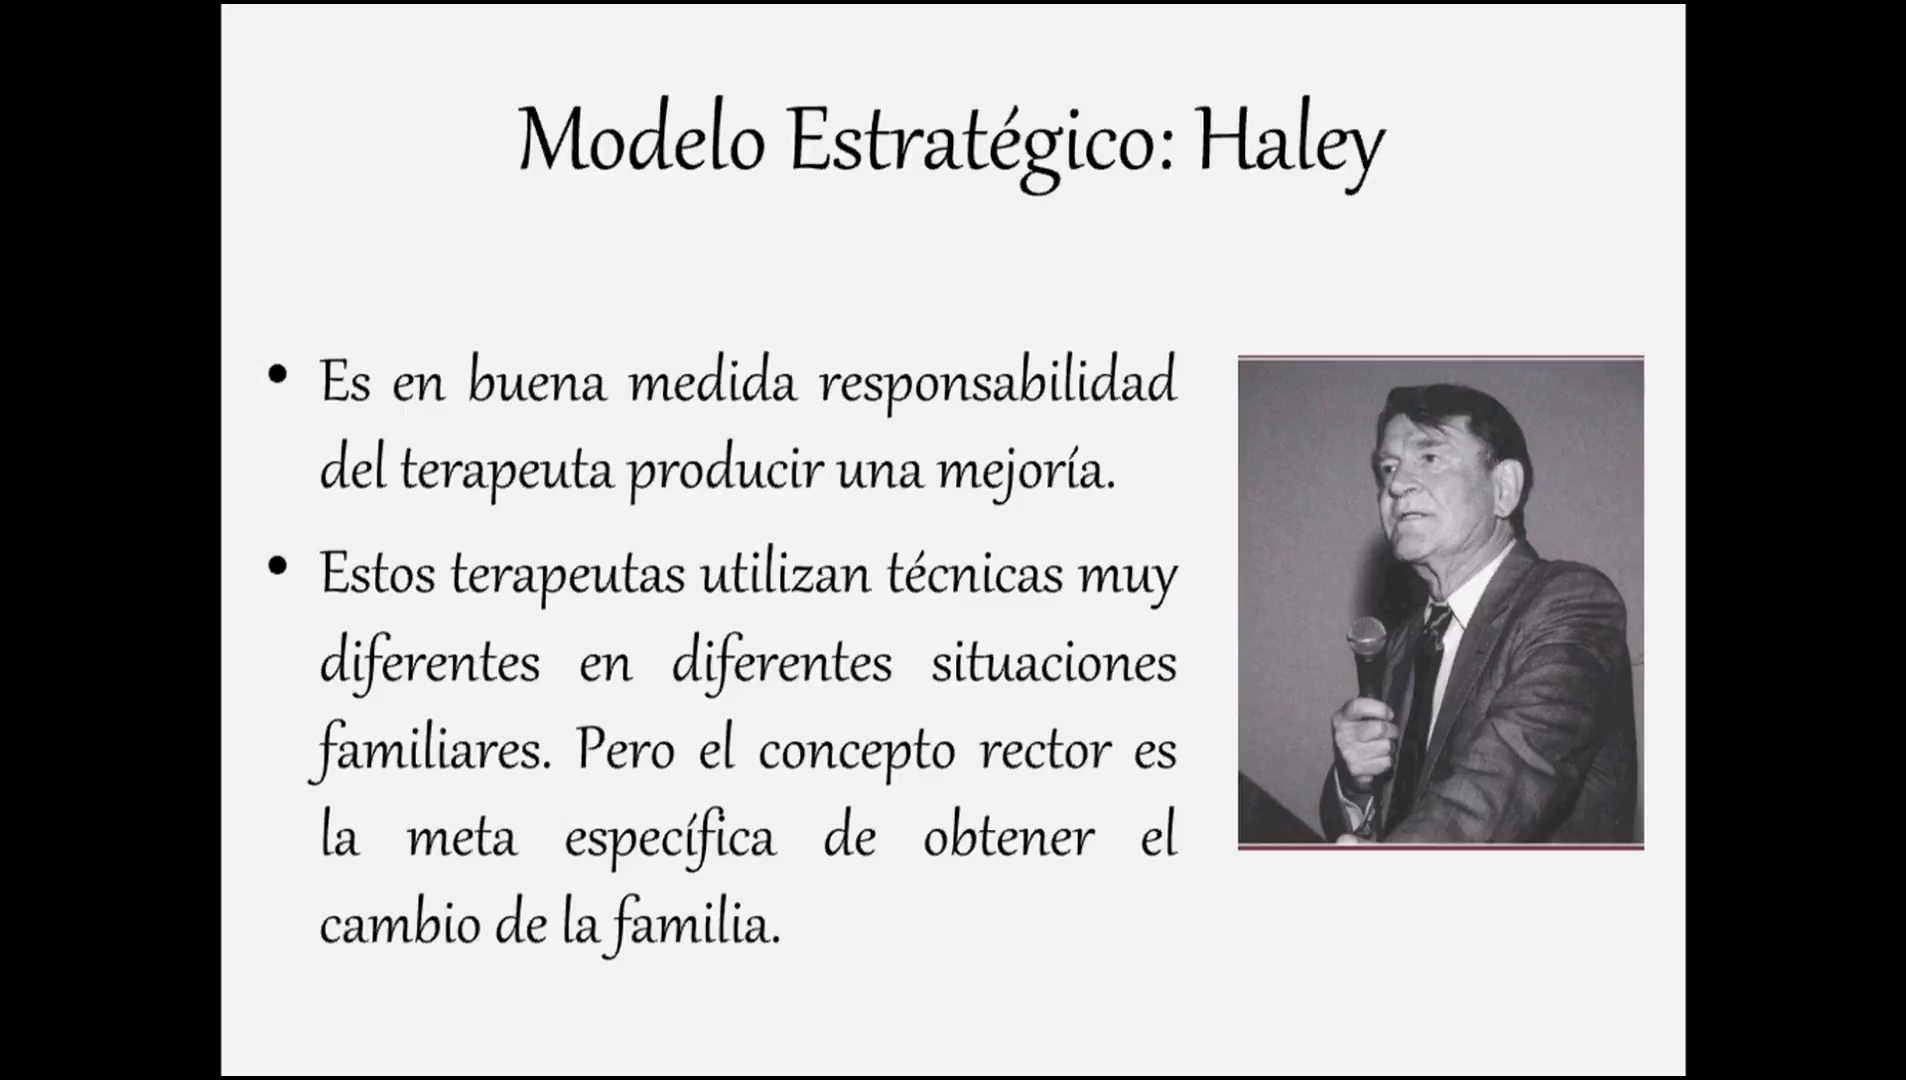 Modelo Estratégico: Haley
• Es en buena medida responsabilidad
del terapeuta producir una mejoría.
• Estos terapeutas utilizan técnicas muy
diferentes en diferentes situaciones
familiares. Pero el concepto rector es
la meta específica de obtener el
cambio de la familia.